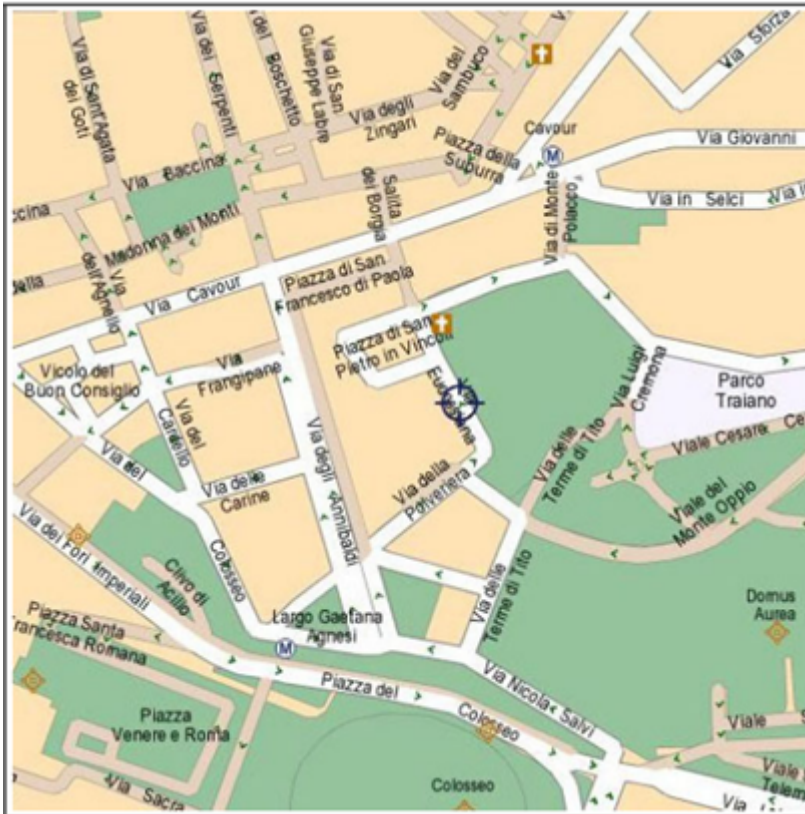 Via di Sant'Agata
dei Goti
Via dei
Serpenti
del
Boschetto
Via di San
Giuseppe Labre
Via degli
Zingari
Via del
Sambuco
Via Sforza
Piazza della
Suburra
Cavour
M
Via Giovanni
Via Baccina
ccina
Salita
dei Borgia
Via di Monte
Polacco
Via in Selci
Madonna dei Monti
della
Via
dell'Agnello
Via Cavour
Piazza di San
Francesco di Paola
Piazza di San
Pietro in Vincoli
Vicolo del
Buon Consiglio
Via
Frangipane
Via Luigi
Cremona
Parco
Traiano
Via del
Cardello
Via degli Annibaldi
Via delle
Terme di Tito
Viale Cesare
Via del Colosseo
Via delle
Carine
Via della
Polveriera
Viale del
Monte Oppio
Via dei Fori Imperiali
Clivo di
Acilio
Via delle
Terme di Tito
Domus
Aurea
Piazza Santa
Francesca Romana
Largo Gaetana
Agnesi
M
Piazza del
Colosseo
Via Nicola Salvi
Viale
Piazza
Venere e Roma
Viale
Via Sacra
Colosseo
Via